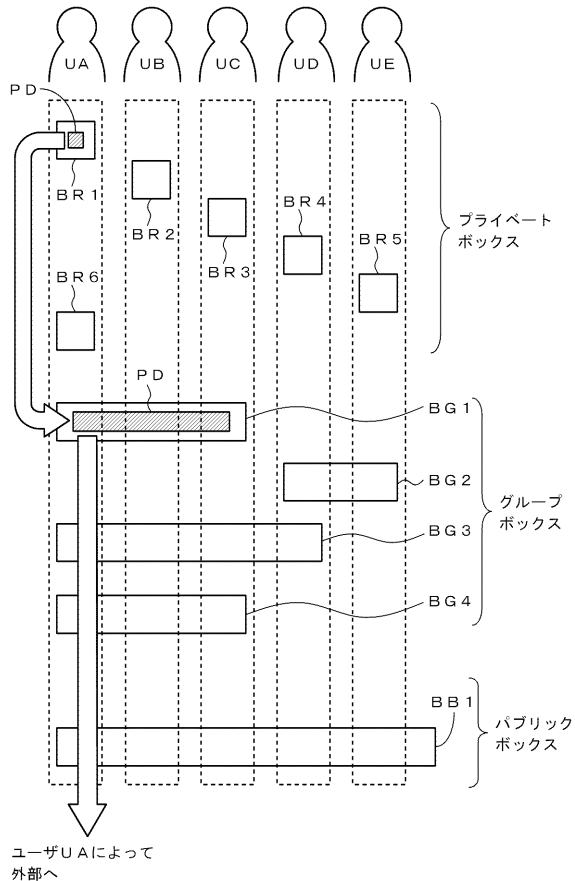 ＵＡ ＵＢ ＵＣ ＵＤ ＵＥ
ＰＤ
ＢＲ１
ＢＲ２
ＢＲ３
ＢＲ４
ＢＲ５
プライベート
ボックス
ＢＲ６
ＰＤ
ＢＧ１
ＢＧ２
グループ
ボックス
ＢＧ３
ＢＧ４
ＢＢ１
パブリック
ボックス
ユーザＵＡによって
外部へ